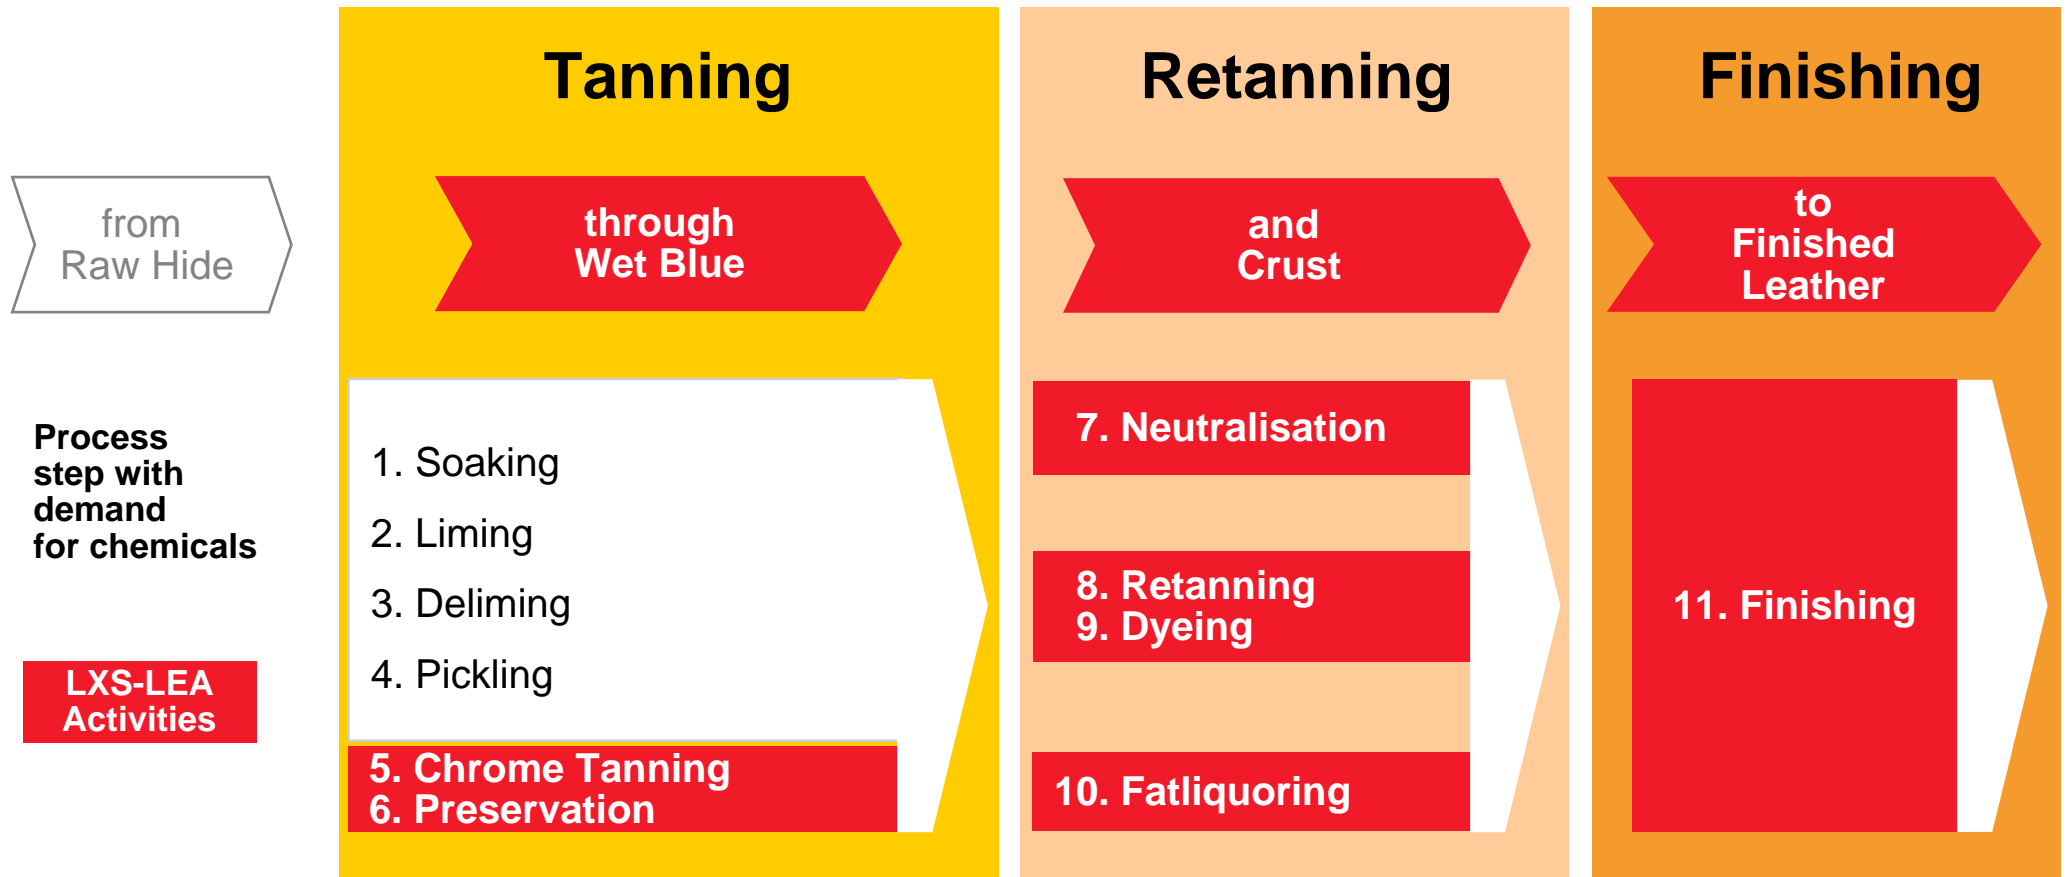 Tanning
Retanning
Finishing
from
Raw Hide
through
Wet Blue
and
Crust
to
Finished
Leather
Process
step with
demand
for chemicals
LXS-LEA
Activities
1. Soaking
2. Liming
3. Deliming
4. Pickling
5. Chrome Tanning
6. Preservation
7. Neutralisation
8. Retanning
9. Dyeing
10. Fatliquoring
11. Finishing